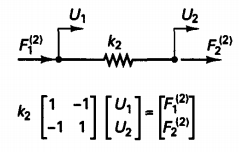 U₁ U₂
F₁⁽²⁾ k₂ F₂⁽²⁾
k₂ [1 -1] [U₁] = [F₁⁽²⁾]
[-1 1] [U₂] [F₂⁽²⁾]